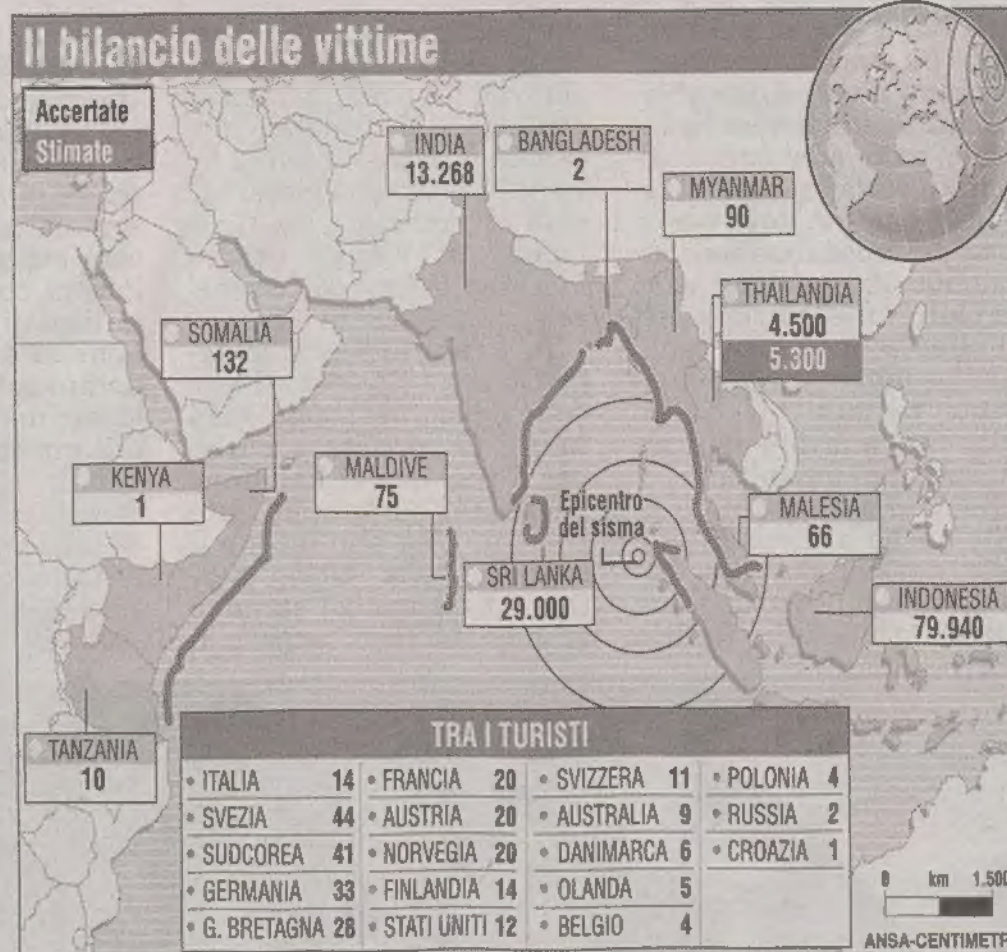 Il bilancio delle vittime
Accertate
Stimate
INDIA
13.268
BANGLADESH
2
MYANMAR
90
THAILANDIA
4.500
5.300
SOMALIA
132
KENYA
1
MALDIVE
75
Epicentro
del sisma
MALESIA
66
SRI LANKA
29.000
INDONESIA
79.940
TANZANIA
10
TRA I TURISTI
• ITALIA 14 • FRANCIA 20 • SVIZZERA 11 • POLONIA 4
• SVEZIA 44 • AUSTRIA 20 • AUSTRALIA 9 • RUSSIA 2
• SUDCOREA 41 • NORVEGIA 20 • DANIMARCA 6 • CROAZIA 1
• GERMANIA 33 • FINLANDIA 14 • OLANDA 5
• G. BRETAGNA 28 • STATI UNITI 12 • BELGIO 4
0 km 1.500
ANSA-CENTIMETR